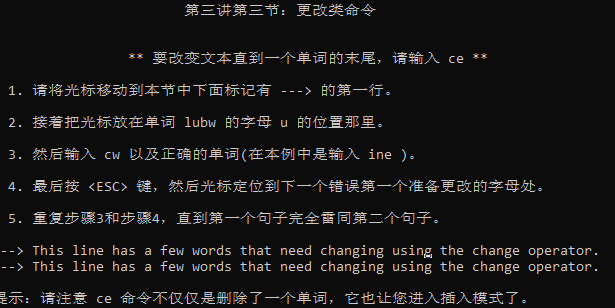 第三讲第三节：更改类命令
** 要改变文本直到一个单词的末尾，请输入 ce **
1. 请将光标移动到本节中下面标记有 ---> 的第一行。
2. 接着把光标放在单词 lubw 的字母 u 的位置那里。
3. 然后输入 cw 以及正确的单词(在本例中是输入 ine )。
4. 最后按 <ESC> 键，然后光标定位到下一个错误第一个准备更改的字母处。
5. 重复步骤3和步骤4，直到第一个句子完全雷同第二个句子。
--> This line has a few words that need changing using the change operator.
--> This line has a few words that need changing using the change operator.
提示：请注意 ce 命令不仅仅是删除了一个单词，它也让您进入插入模式了。